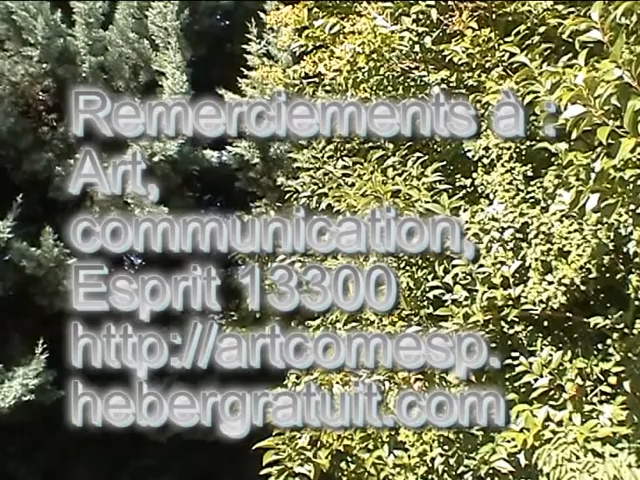 Remerciements à :
Art,
communication,
Esprit 13300
http://artcomesp.
hebergratuit.com